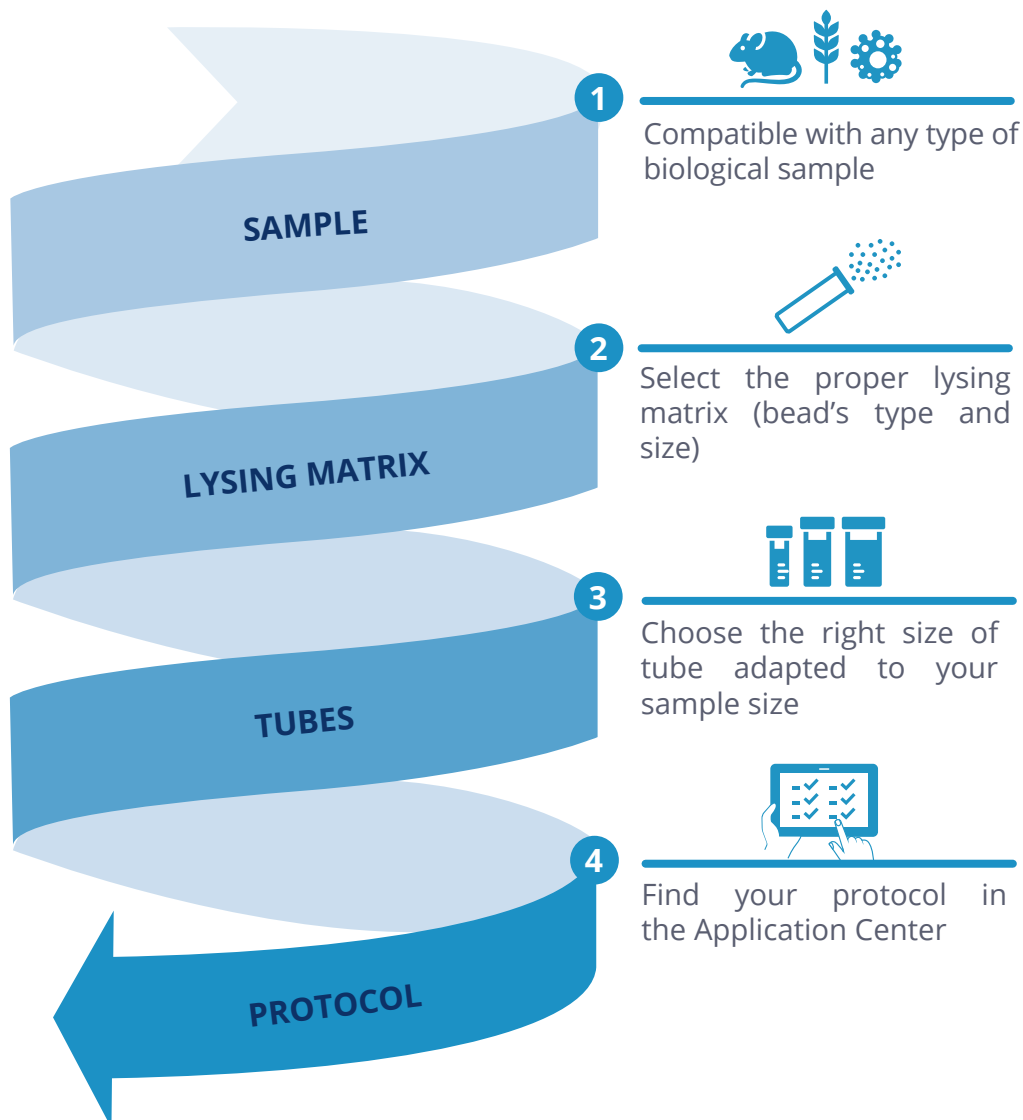 1
Compatible with any type of
biological sample
SAMPLE
2
Select the proper lysing
matrix (bead's type and
size)
LYSING MATRIX
3
Choose the right size of
tube adapted to your
sample size
TUBES
4
Find your protocol in
the Application Center
PROTOCOL